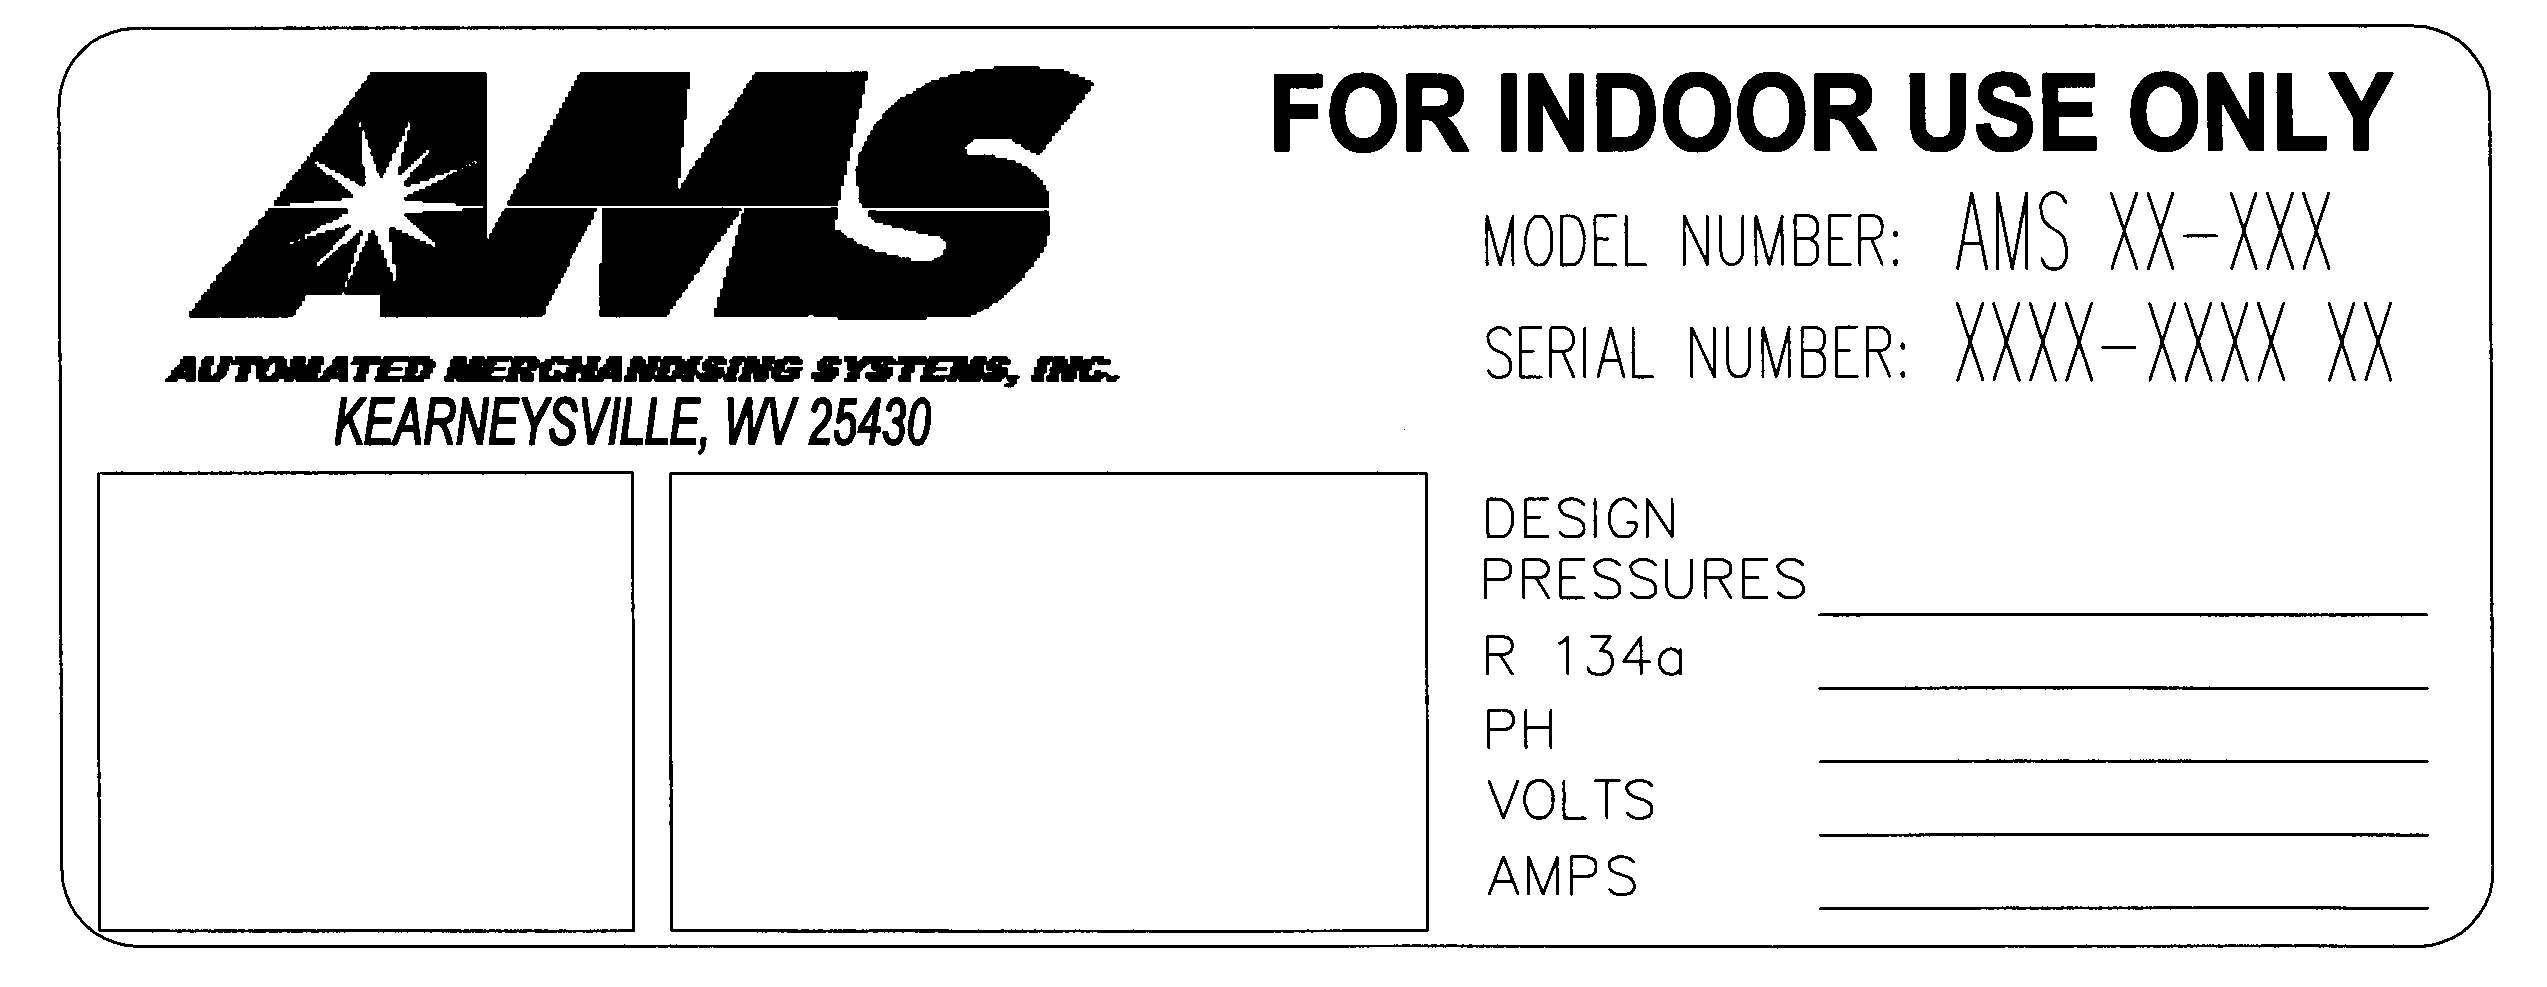 AMS
AUTOMATED MERCHANDISING SYSTEMS, INC.
KEARNEYSVILLE, WV 25430
FOR INDOOR USE ONLY
MODEL NUMBER: AMS XX-XXX
SERIAL NUMBER: XXXX-XXXX XX
DESIGN
PRESSURES
R 134a
PH
VOLTS
AMPS